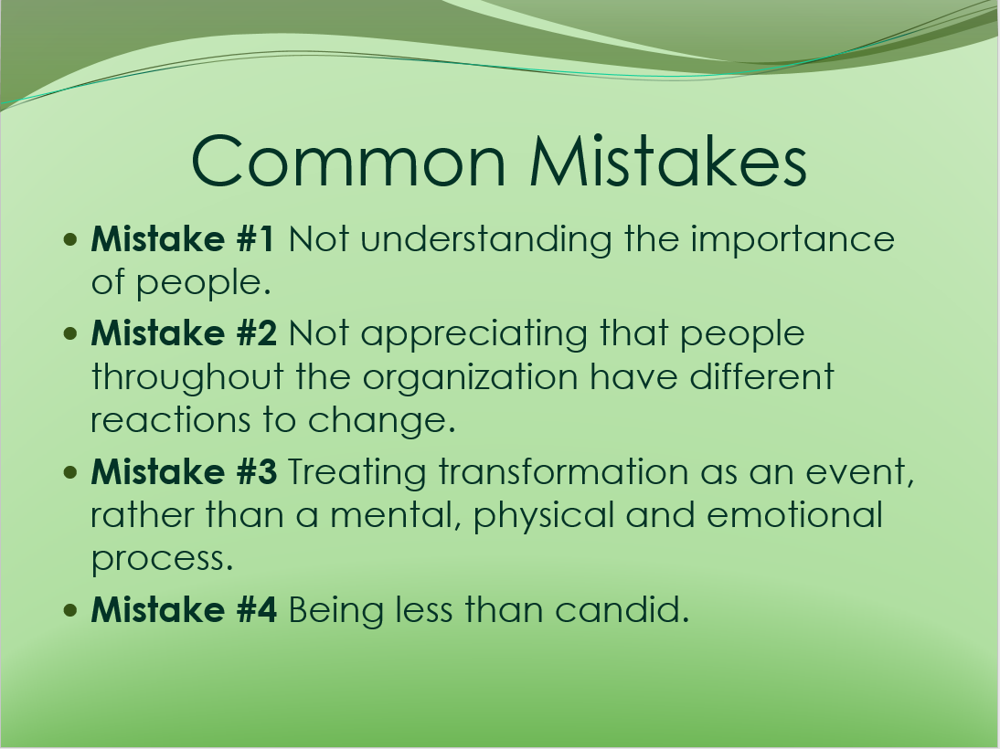 Common Mistakes
• Mistake #1 Not understanding the importance
of people.
• Mistake #2 Not appreciating that people
throughout the organization have different
reactions to change.
• Mistake #3 Treating transformation as an event,
rather than a mental, physical and emotional
process.
• Mistake #4 Being less than candid.